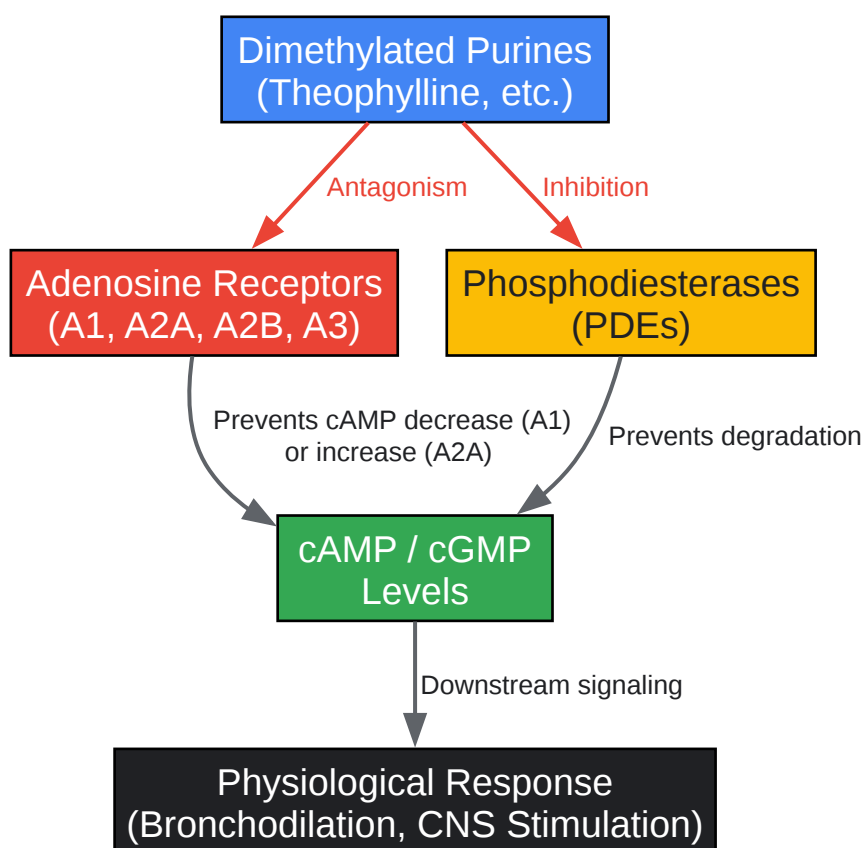 Dimethylated Purines
(Theophylline, etc.)
Antagonism
Inhibition
Adenosine Receptors
(A1, A2A, A2B, A3)
Phosphodiesterases
(PDEs)
Prevents cAMP decrease (A1)
or increase (A2A)
Prevents degradation
cAMP / cGMP
Levels
Downstream signaling
Physiological Response
(Bronchodilation, CNS Stimulation)